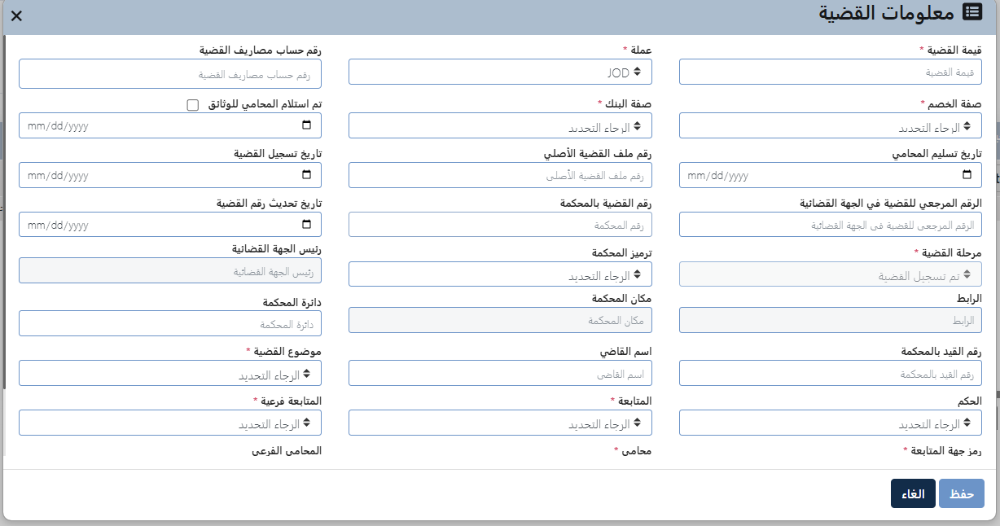 معلومات القضية
قيمة القضية *
عملة *
رقم حساب مصاريف القضية
قيمة القضية
JOD
رقم حساب مصاريف القضية
صفة الخصم *
صفة البنك *
تم استلام المحامي للوثائق
الرجاء التحديد
الرجاء التحديد
mm/dd/yyyy
تاريخ تسليم المحامي
رقم ملف القضية الأصلي
تاريخ تسجيل القضية
mm/dd/yyyy
رقم ملف القضية الأصلي
mm/dd/yyyy
الرقم المرجعي للقضية في الجهة القضائية
رقم القضية بالمحكمة
تاريخ تحديث رقم القضية
الرقم المرجعي للقضية في الجهة القضائية
رقم المحكمة
mm/dd/yyyy
مرحلة القضية *
ترميز المحكمة
رئيس الجهة القضائية
تم تسجيل القضية
الرجاء التحديد
رئيس الجهة القضائية
الرابط
مكان المحكمة
دائرة المحكمة
الرابط
مكان المحكمة
دائرة المحكمة
رقم القيد بالمحكمة
اسم القاضي
موضوع القضية *
رقم القيد بالمحكمة
اسم القاضي
الرجاء التحديد
الحكم
المتابعة *
المتابعة فرعية *
الرجاء التحديد
الرجاء التحديد
الرجاء التحديد
رمز جهة المتابعة *
محامي *
المحامي الفرعي
حفظ
الغاء